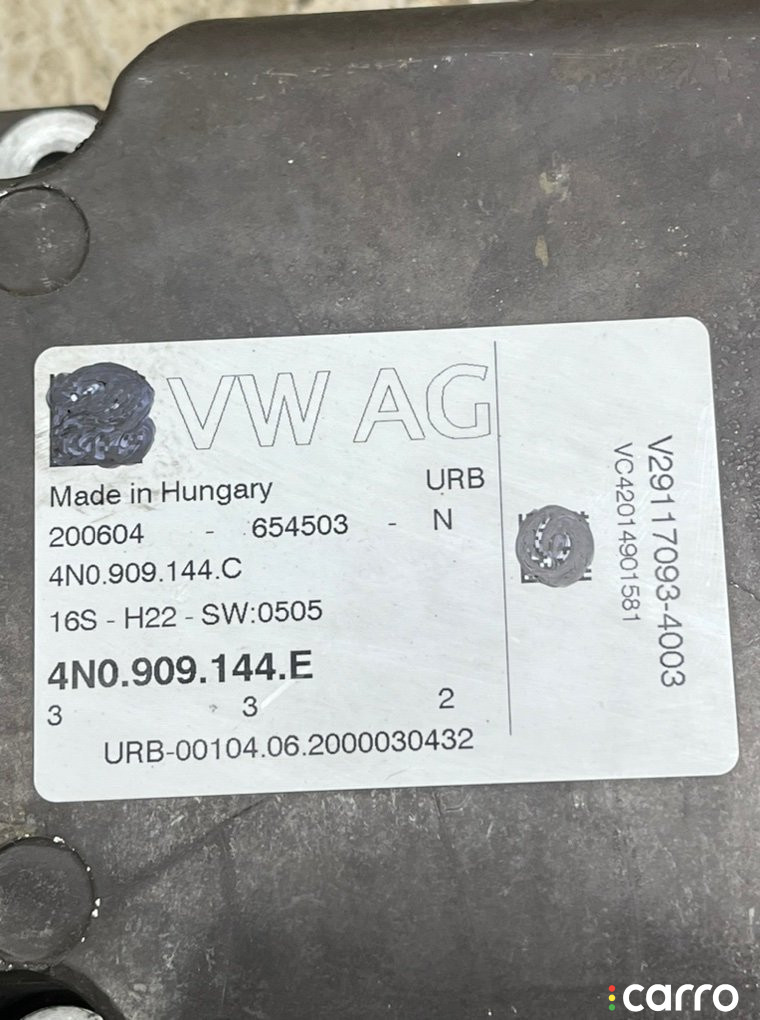 VW AG
Made in Hungary URB
200604 - 654503 - N
4N0.909.144.C
16S - H22 - SW:0505
4N0.909.144.E
3 3 2
URB-00104.06.2000030432
V29117093-4003
VC42014901581
carro